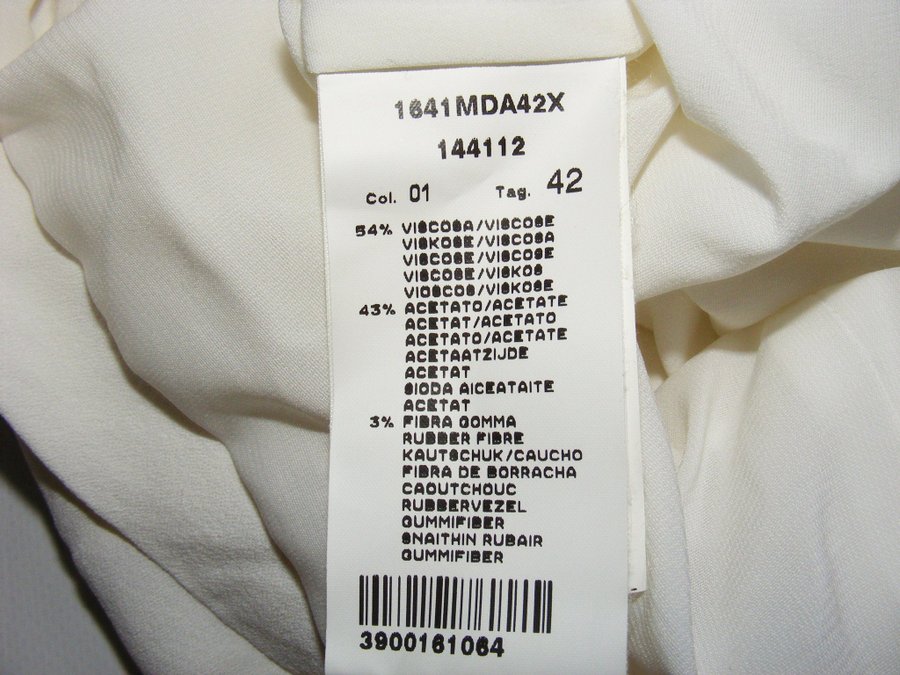 1641MDA42X
144112
Col. 01 Tag. 42
54% VISCOSA/VISCOSE
VISKOSE/VISCOSA
VISCOSE/VISCOSE
VISCOSE/VISKOS
VIOSCOS/VISKOSE
43% ACETATO/ACETATE
ACETAT/ACETATO
ACETATO/ACETATE
ACETAATZIJDE
ACETAT
SIODA AICEATAITE
ACETAT
3% FIBRA GOMMA
RUBBER FIBRE
KAUTSCHUK/CAUCHO
FIBRA DE BORRACHA
CAOUTCHOUC
RUBBERVEZEL
GUMMIFIBER
SNAITHIN RUBAIR
GUMMIFIBER
3900161064